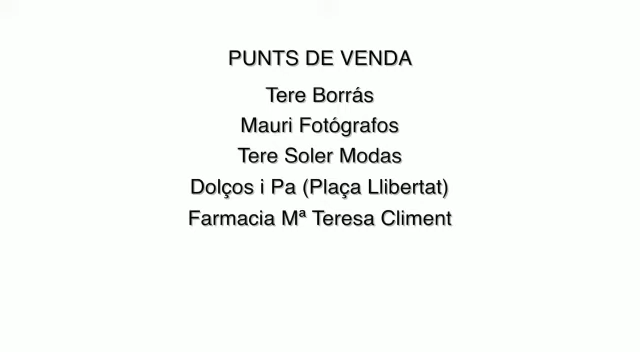 PUNTS DE VENDA
Tere Borrás
Mauri Fotógrafos
Tere Soler Modas
Dolços i Pa (Plaça Llibertat)
Farmacia Mª Teresa Climent